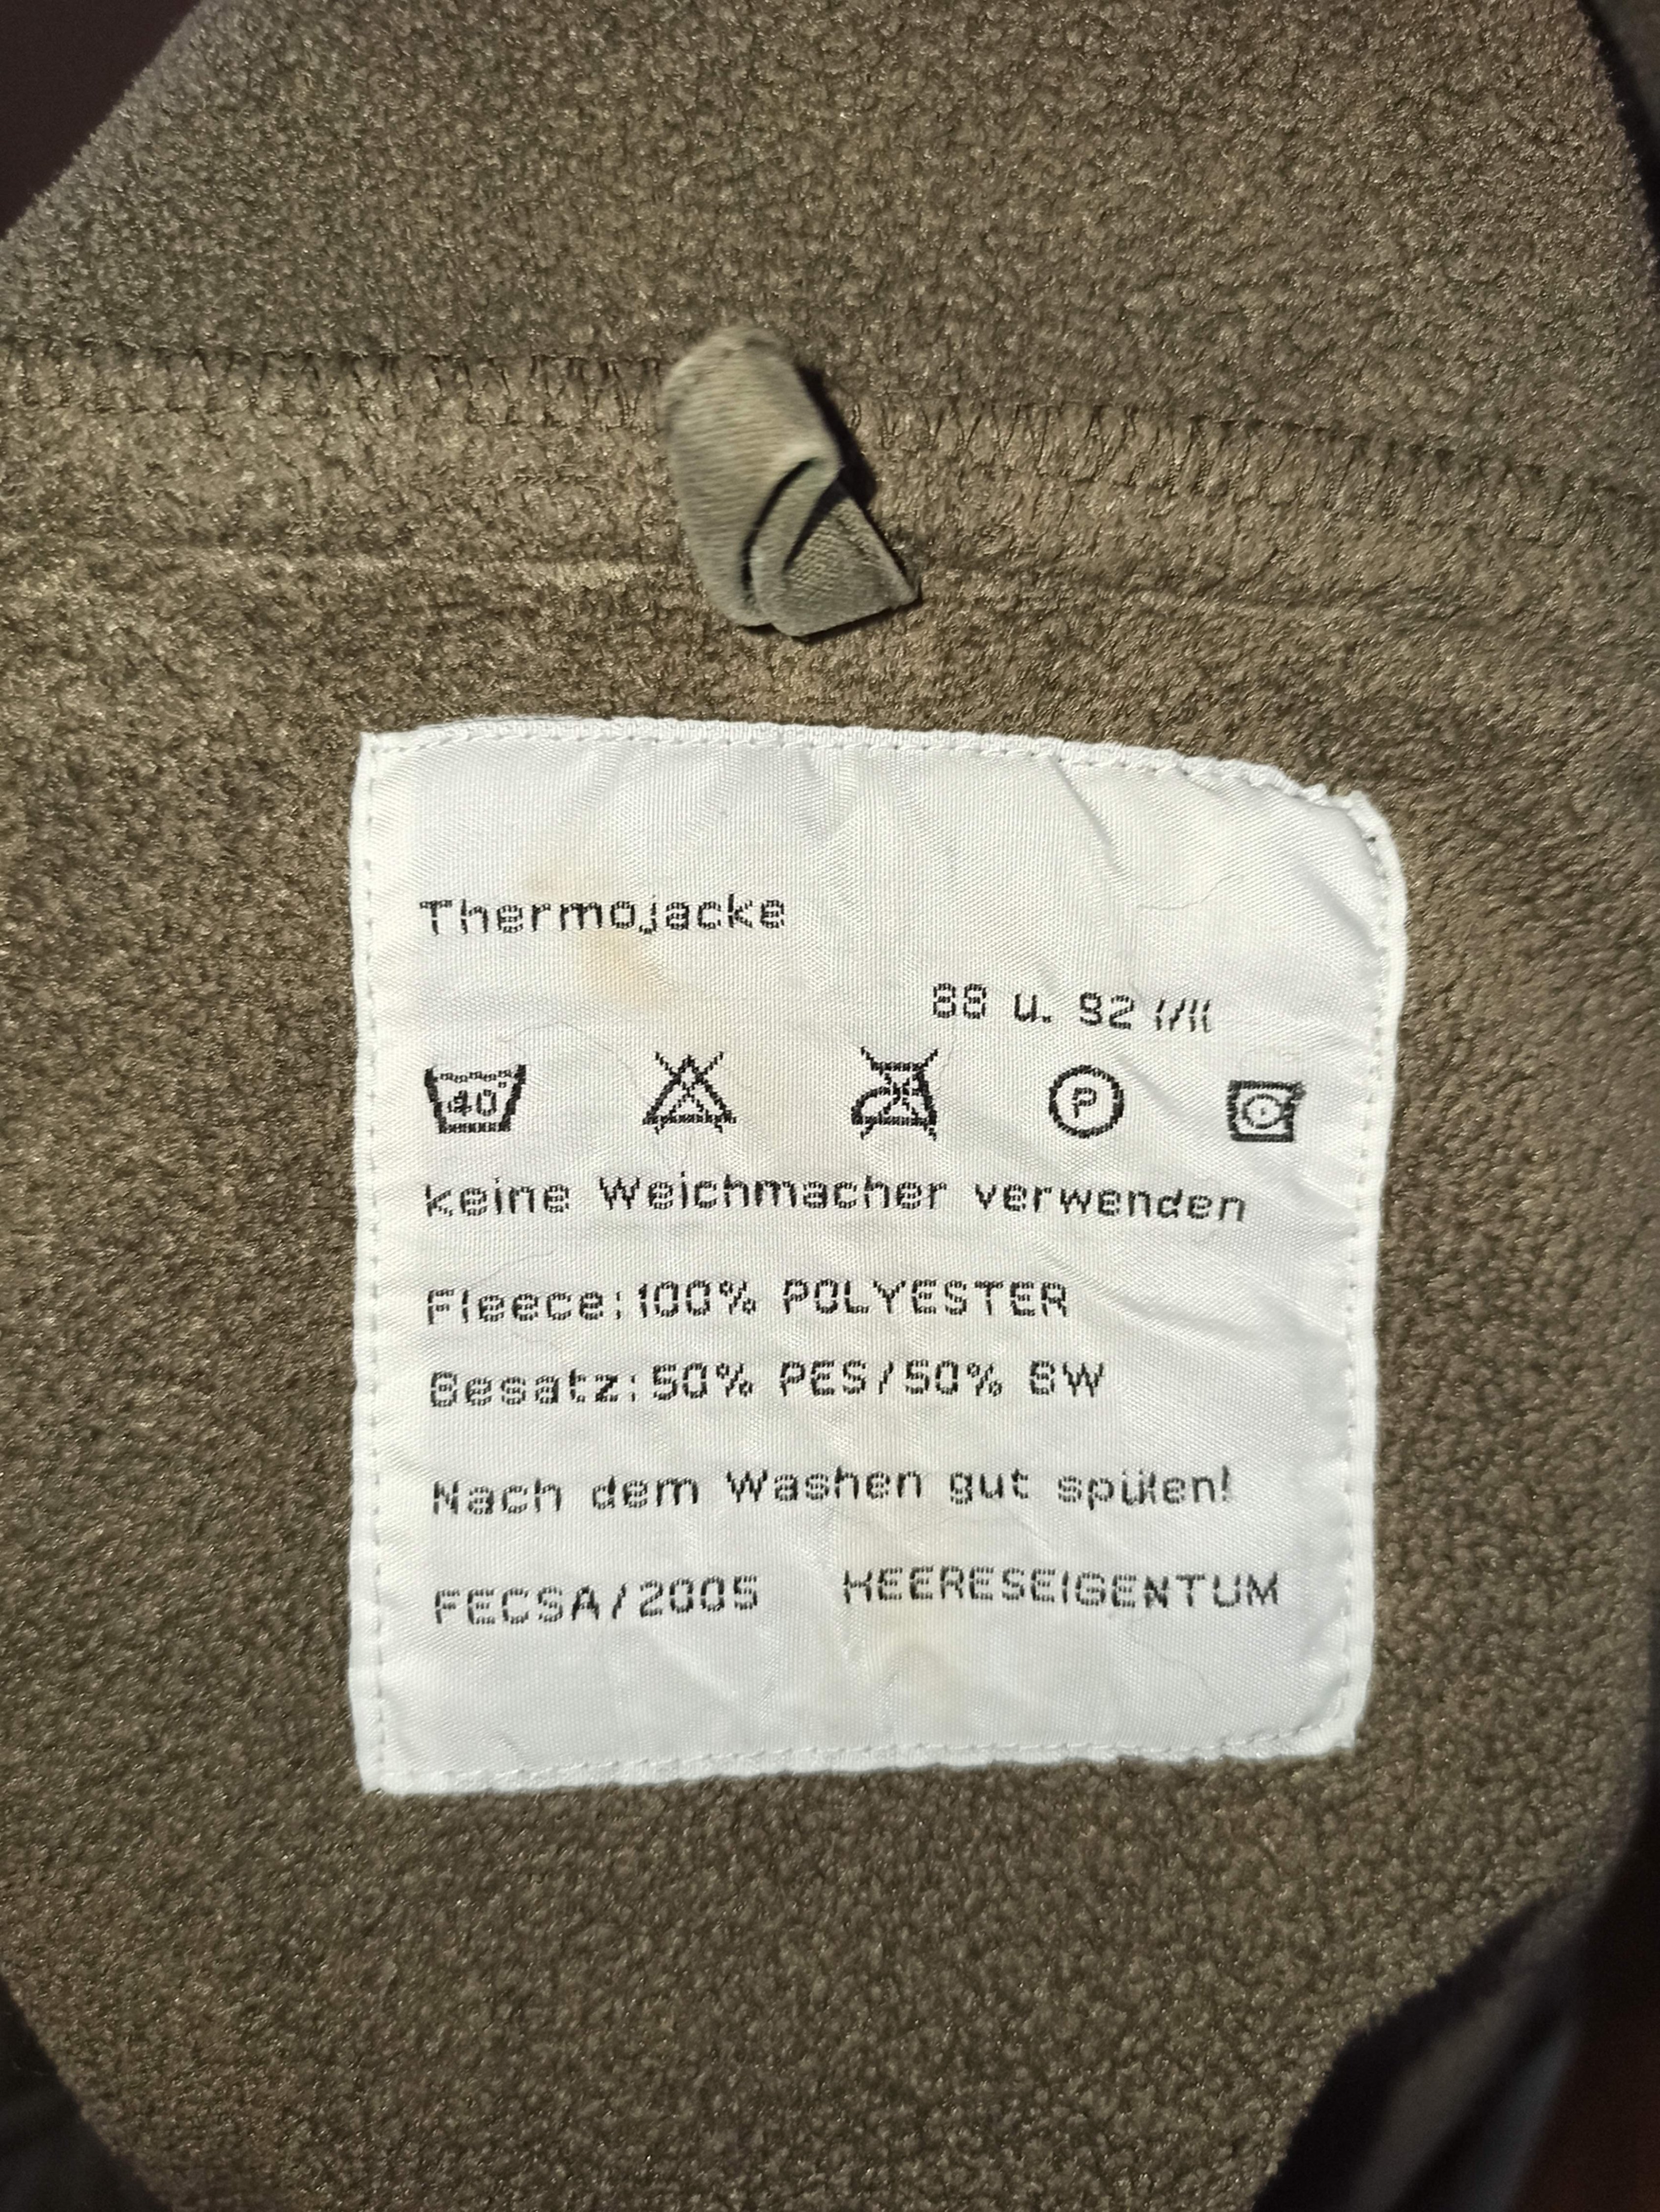 Thermojacke
88 u. 92 I/II
40°
P
keine Weichmacher verwenden
Fleece: 100% POLYESTER
Besatz: 50% PES/50% BW
Nach dem Washen gut spülen!
FECSA/2005 HEERESEIGENTUM